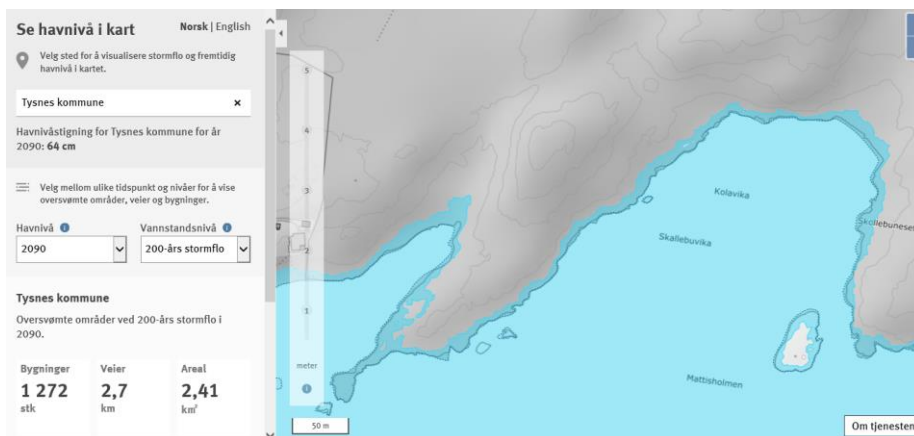 Se havnivå i kart
Norsk | English
Velg sted for å visualisere stormflo og fremtidig
havnivå i kartet.
Tysnes kommune ×
Havnivåstigning for Tysnes kommune for år
2090: 64 cm
Velg mellom ulike tidspunkt og nivåer for å vise
oversvømte områder, veier og bygninger.
Havnivå i
Vannstandsnivå i
2090
200-års stormflo
Tysnes kommune
Oversvømte områder ved 200-års stormflo i
2090.
Bygninger
1 272
stk
Veier
2,7
km
Areal
2,41
km²
5
4
3
2
1
meter
i
50 m
Kolavika
Skallebuvika
Skallebuneset
Mattisholmen
Om tjenesten